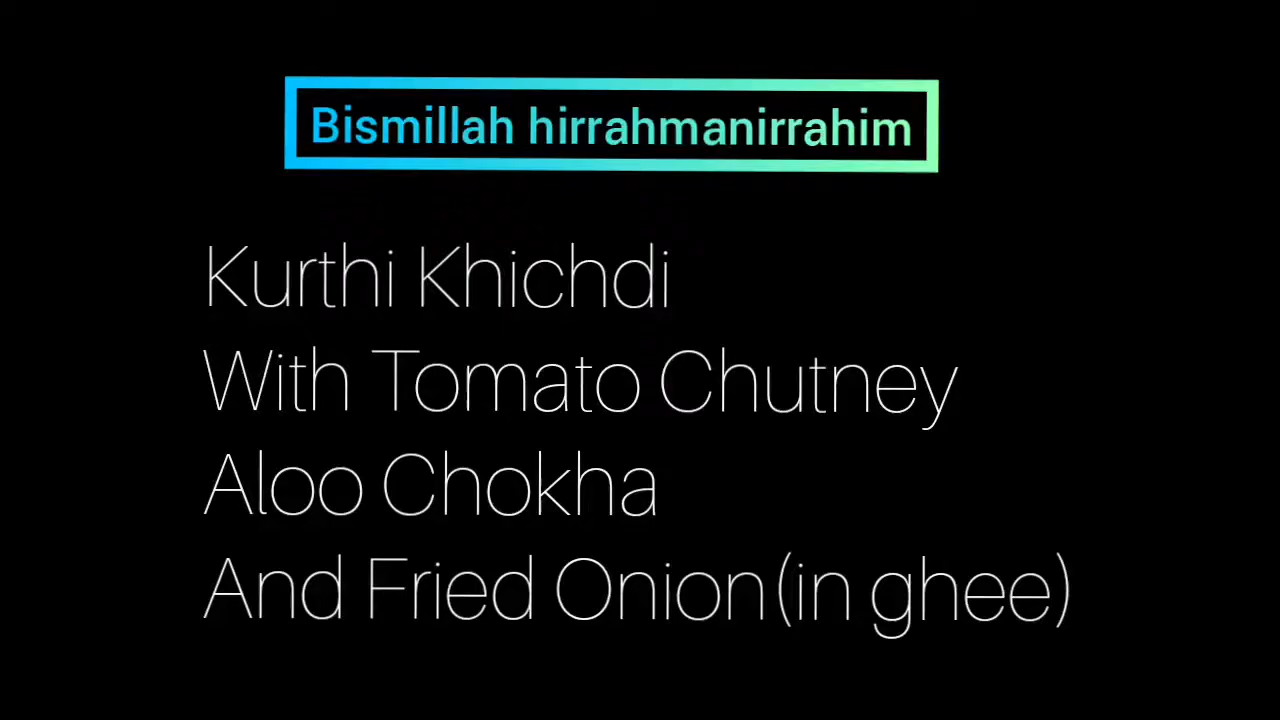 Bismillah hirrahmanirrahim
Kurthi Khichdi
With Tomato Chutney
Aloo Chokha
And Fried Onion(in ghee)